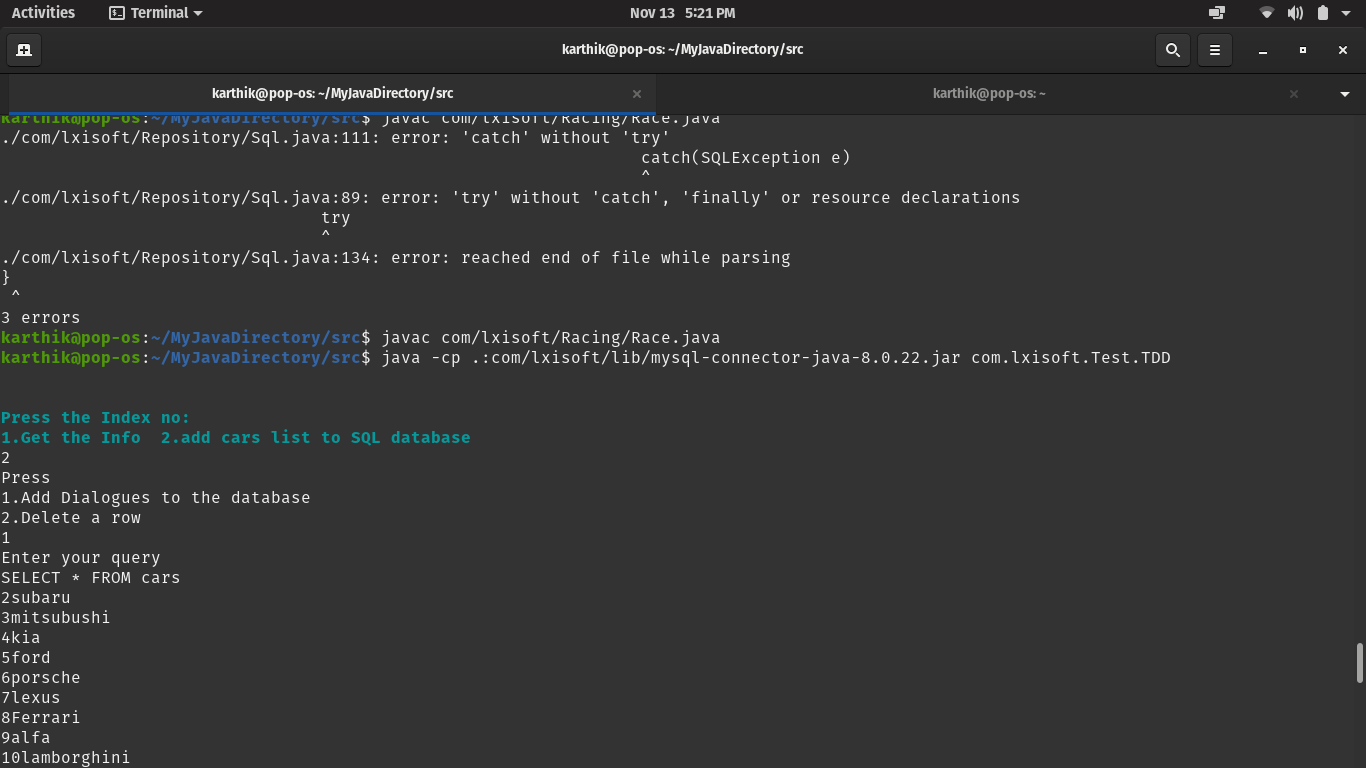 Activities
Terminal
Nov 13 5:21 PM
karthik@pop-os: ~/MyJavaDirectory/src
karthik@pop-os: ~/MyJavaDirectory/src
karthik@pop-os: ~
karthik@pop-os:~/MyJavaDirectory/src$ javac com/lxisoft/Racing/Race.java
./com/lxisoft/Repository/Sql.java:111: error: 'catch' without 'try'
catch(SQLException e)
^
./com/lxisoft/Repository/Sql.java:89: error: 'try' without 'catch', 'finally' or resource declarations
try
^
./com/lxisoft/Repository/Sql.java:134: error: reached end of file while parsing
}
^
3 errors
karthik@pop-os:~/MyJavaDirectory/src$ javac com/lxisoft/Racing/Race.java
karthik@pop-os:~/MyJavaDirectory/src$ java -cp .:com/lxisoft/lib/mysql-connector-java-8.0.22.jar com.lxisoft.Test.TDD
Press the Index no:
1.Get the Info  2.add cars list to SQL database
2
Press
1.Add Dialogues to the database
2.Delete a row
1
Enter your query
SELECT * FROM cars
2subaru
3mitsubushi
4kia
5ford
6porsche
7lexus
8Ferrari
9alfa
10lamborghini